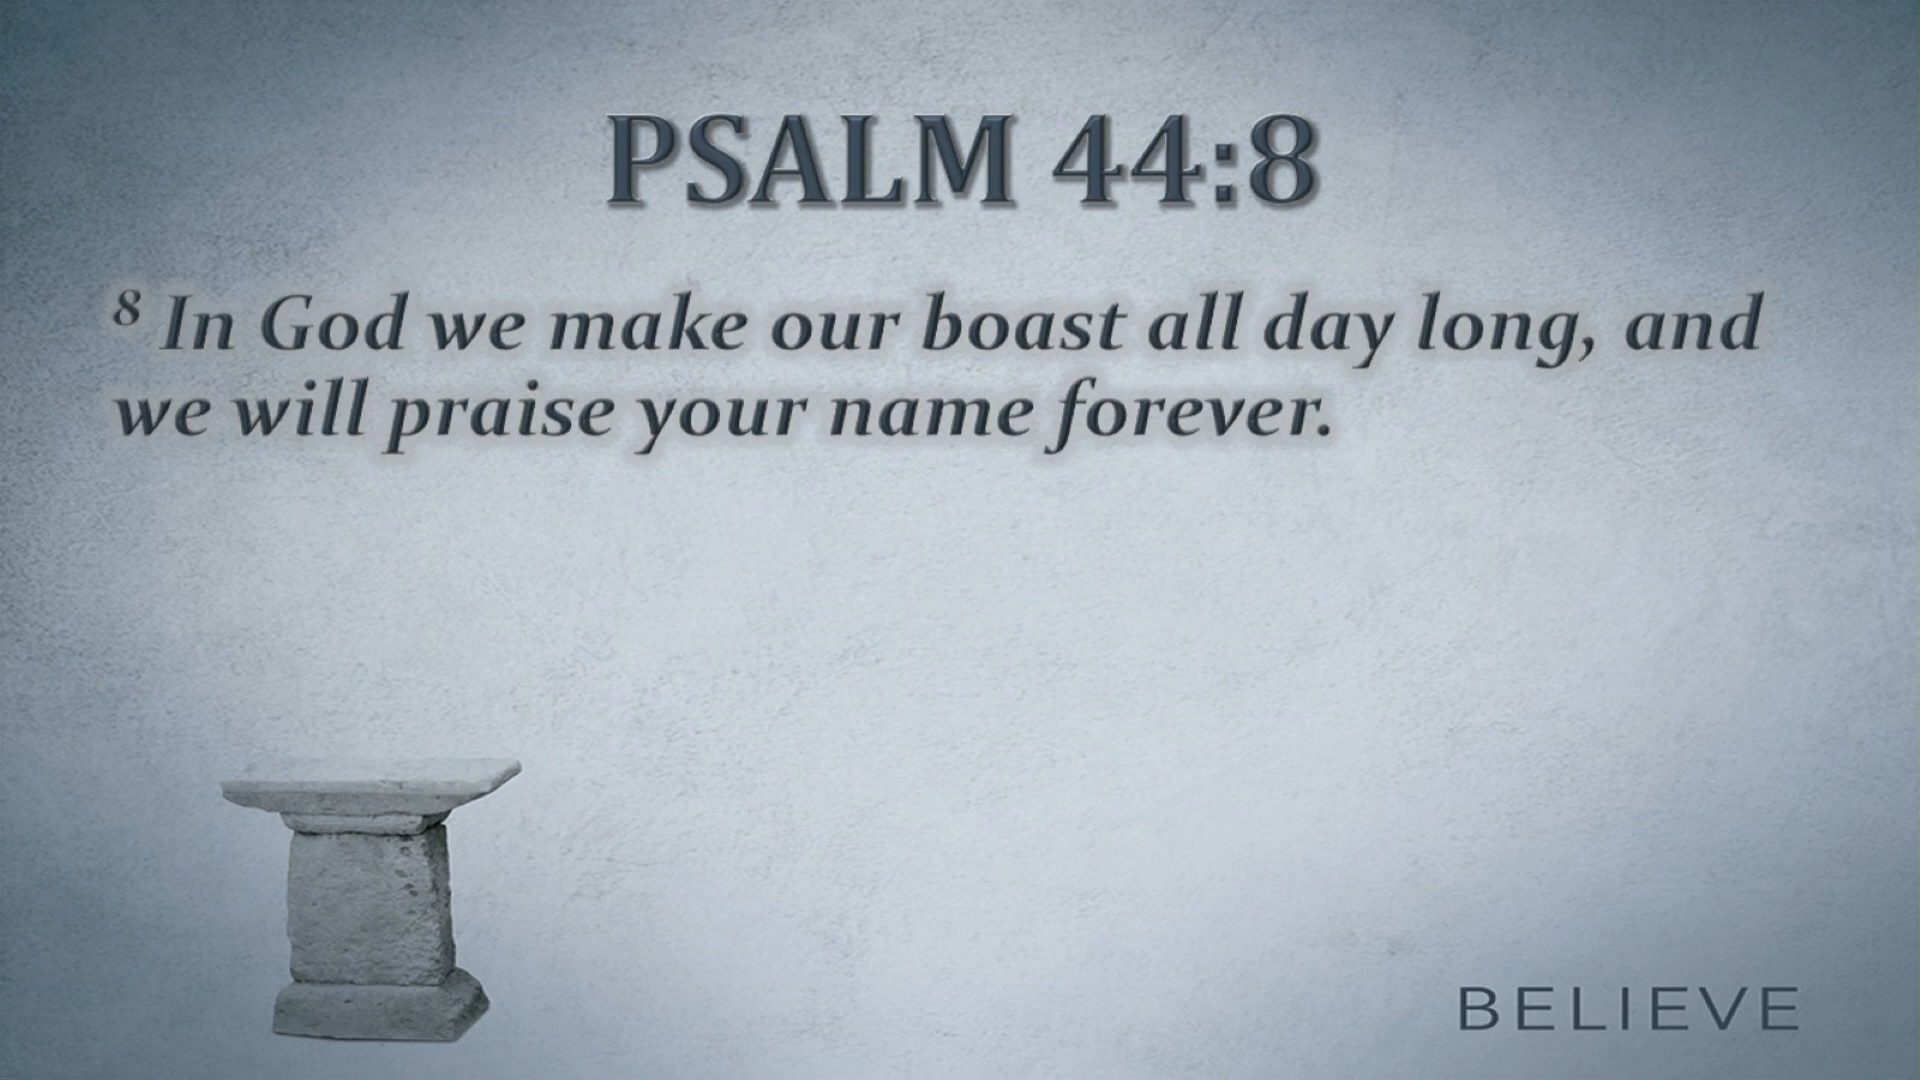 PSALM 44:8
⁸ In God we make our boast all day long, and
we will praise your name forever.
BELIEVE